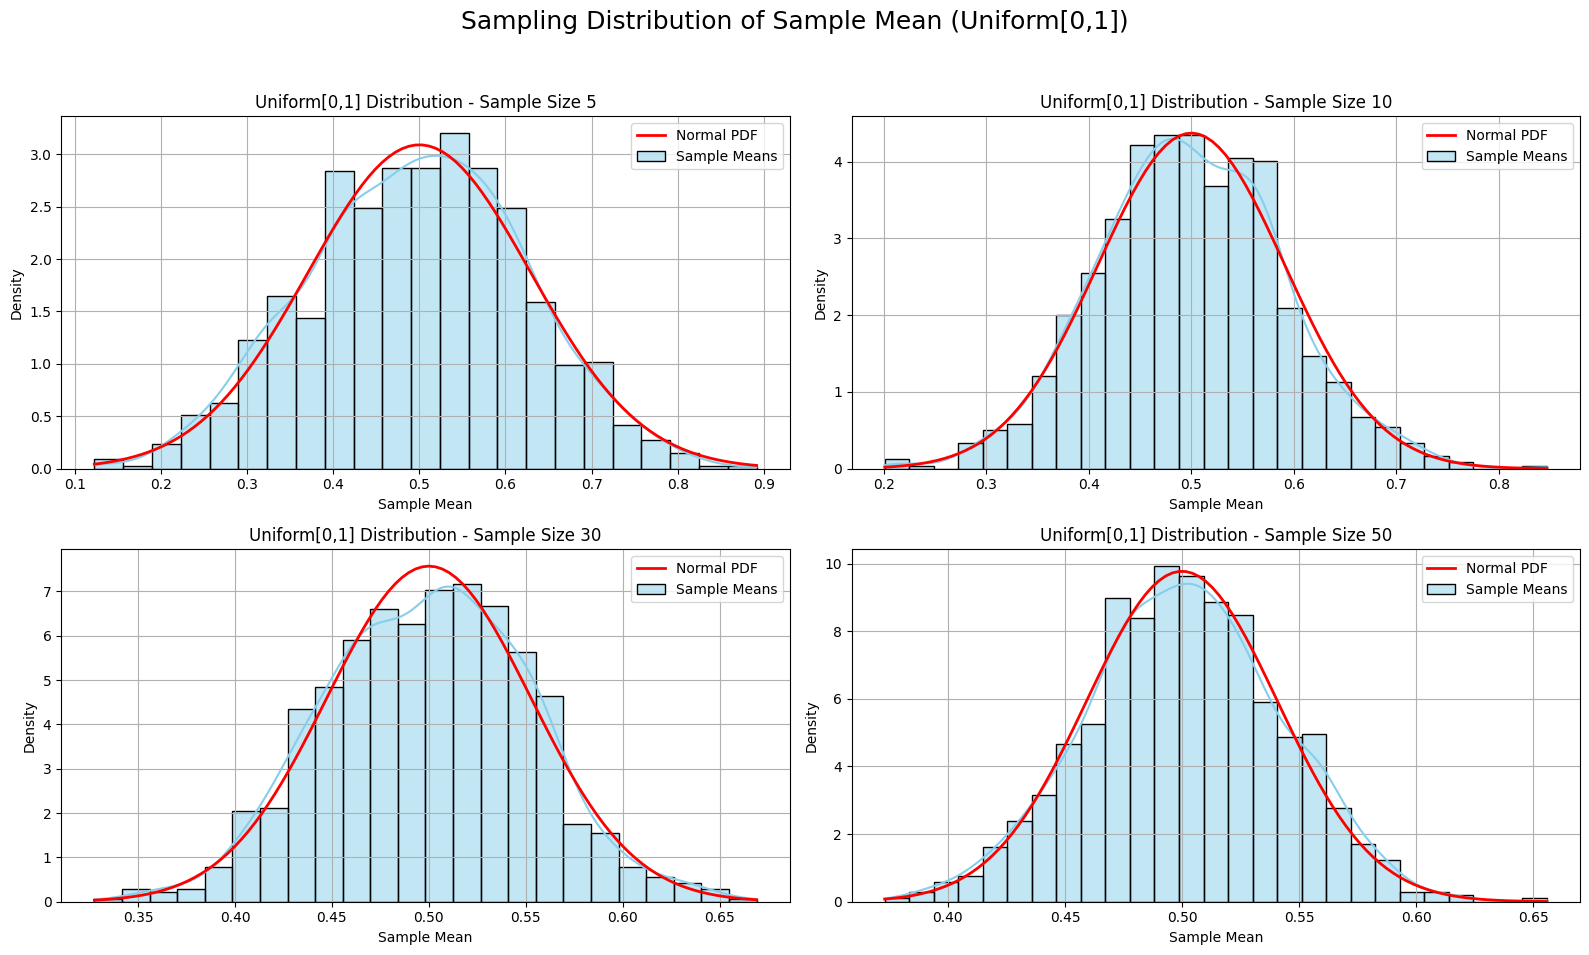 Sampling Distribution of Sample Mean (Uniform[0,1])
Uniform[0,1] Distribution - Sample Size 5
Normal PDF
Sample Means
Density
3.0
2.5
2.0
1.5
1.0
0.5
0.0
0.1 0.2 0.3 0.4 0.5 0.6 0.7 0.8 0.9
Sample Mean
Uniform[0,1] Distribution - Sample Size 10
Normal PDF
Sample Means
Density
4
3
2
1
0
0.2 0.3 0.4 0.5 0.6 0.7 0.8
Sample Mean
Uniform[0,1] Distribution - Sample Size 30
Normal PDF
Sample Means
Density
7
6
5
4
3
2
1
0
0.35 0.40 0.45 0.50 0.55 0.60 0.65
Sample Mean
Uniform[0,1] Distribution - Sample Size 50
Normal PDF
Sample Means
Density
10
8
6
4
2
0
0.40 0.45 0.50 0.55 0.60 0.65
Sample Mean